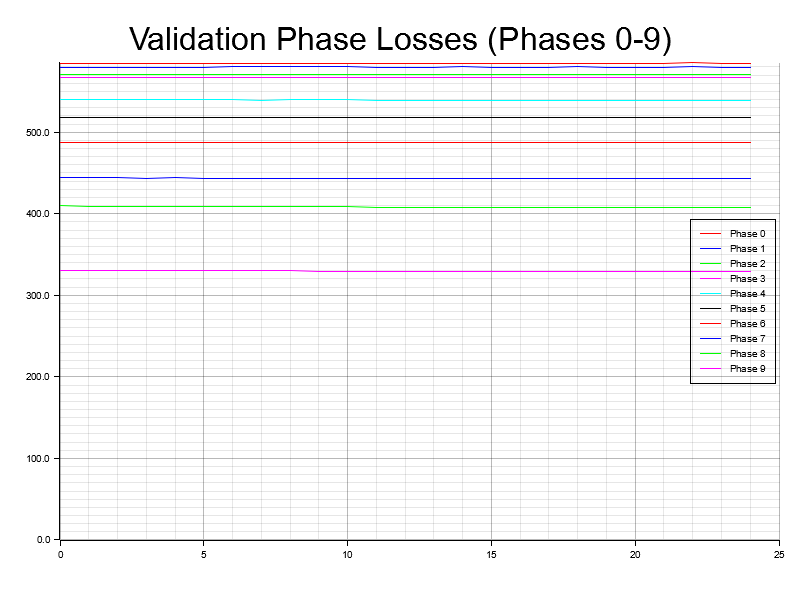 Validation Phase Losses (Phases 0-9)
500.0
400.0
300.0
200.0
100.0
0.0
0 5 10 15 20 25
Phase 0
Phase 1
Phase 2
Phase 3
Phase 4
Phase 5
Phase 6
Phase 7
Phase 8
Phase 9